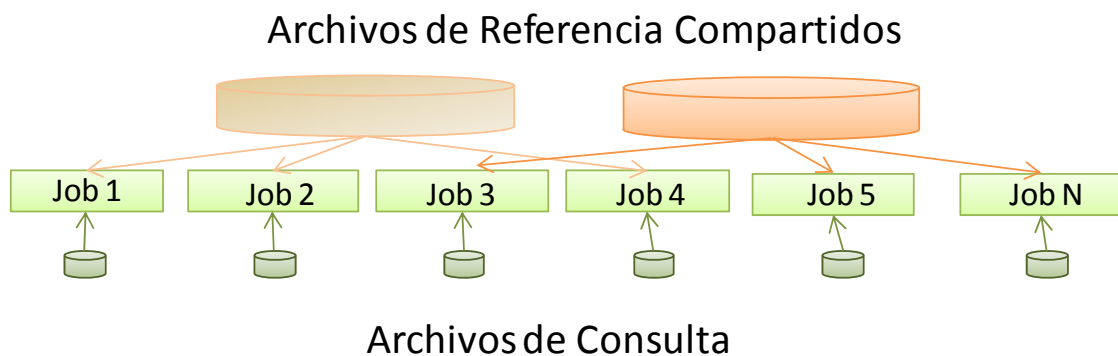 Archivos de Referencia Compartidos
Job 1 Job 2 Job 3 Job 4 Job 5 Job N
Archivos de Consulta